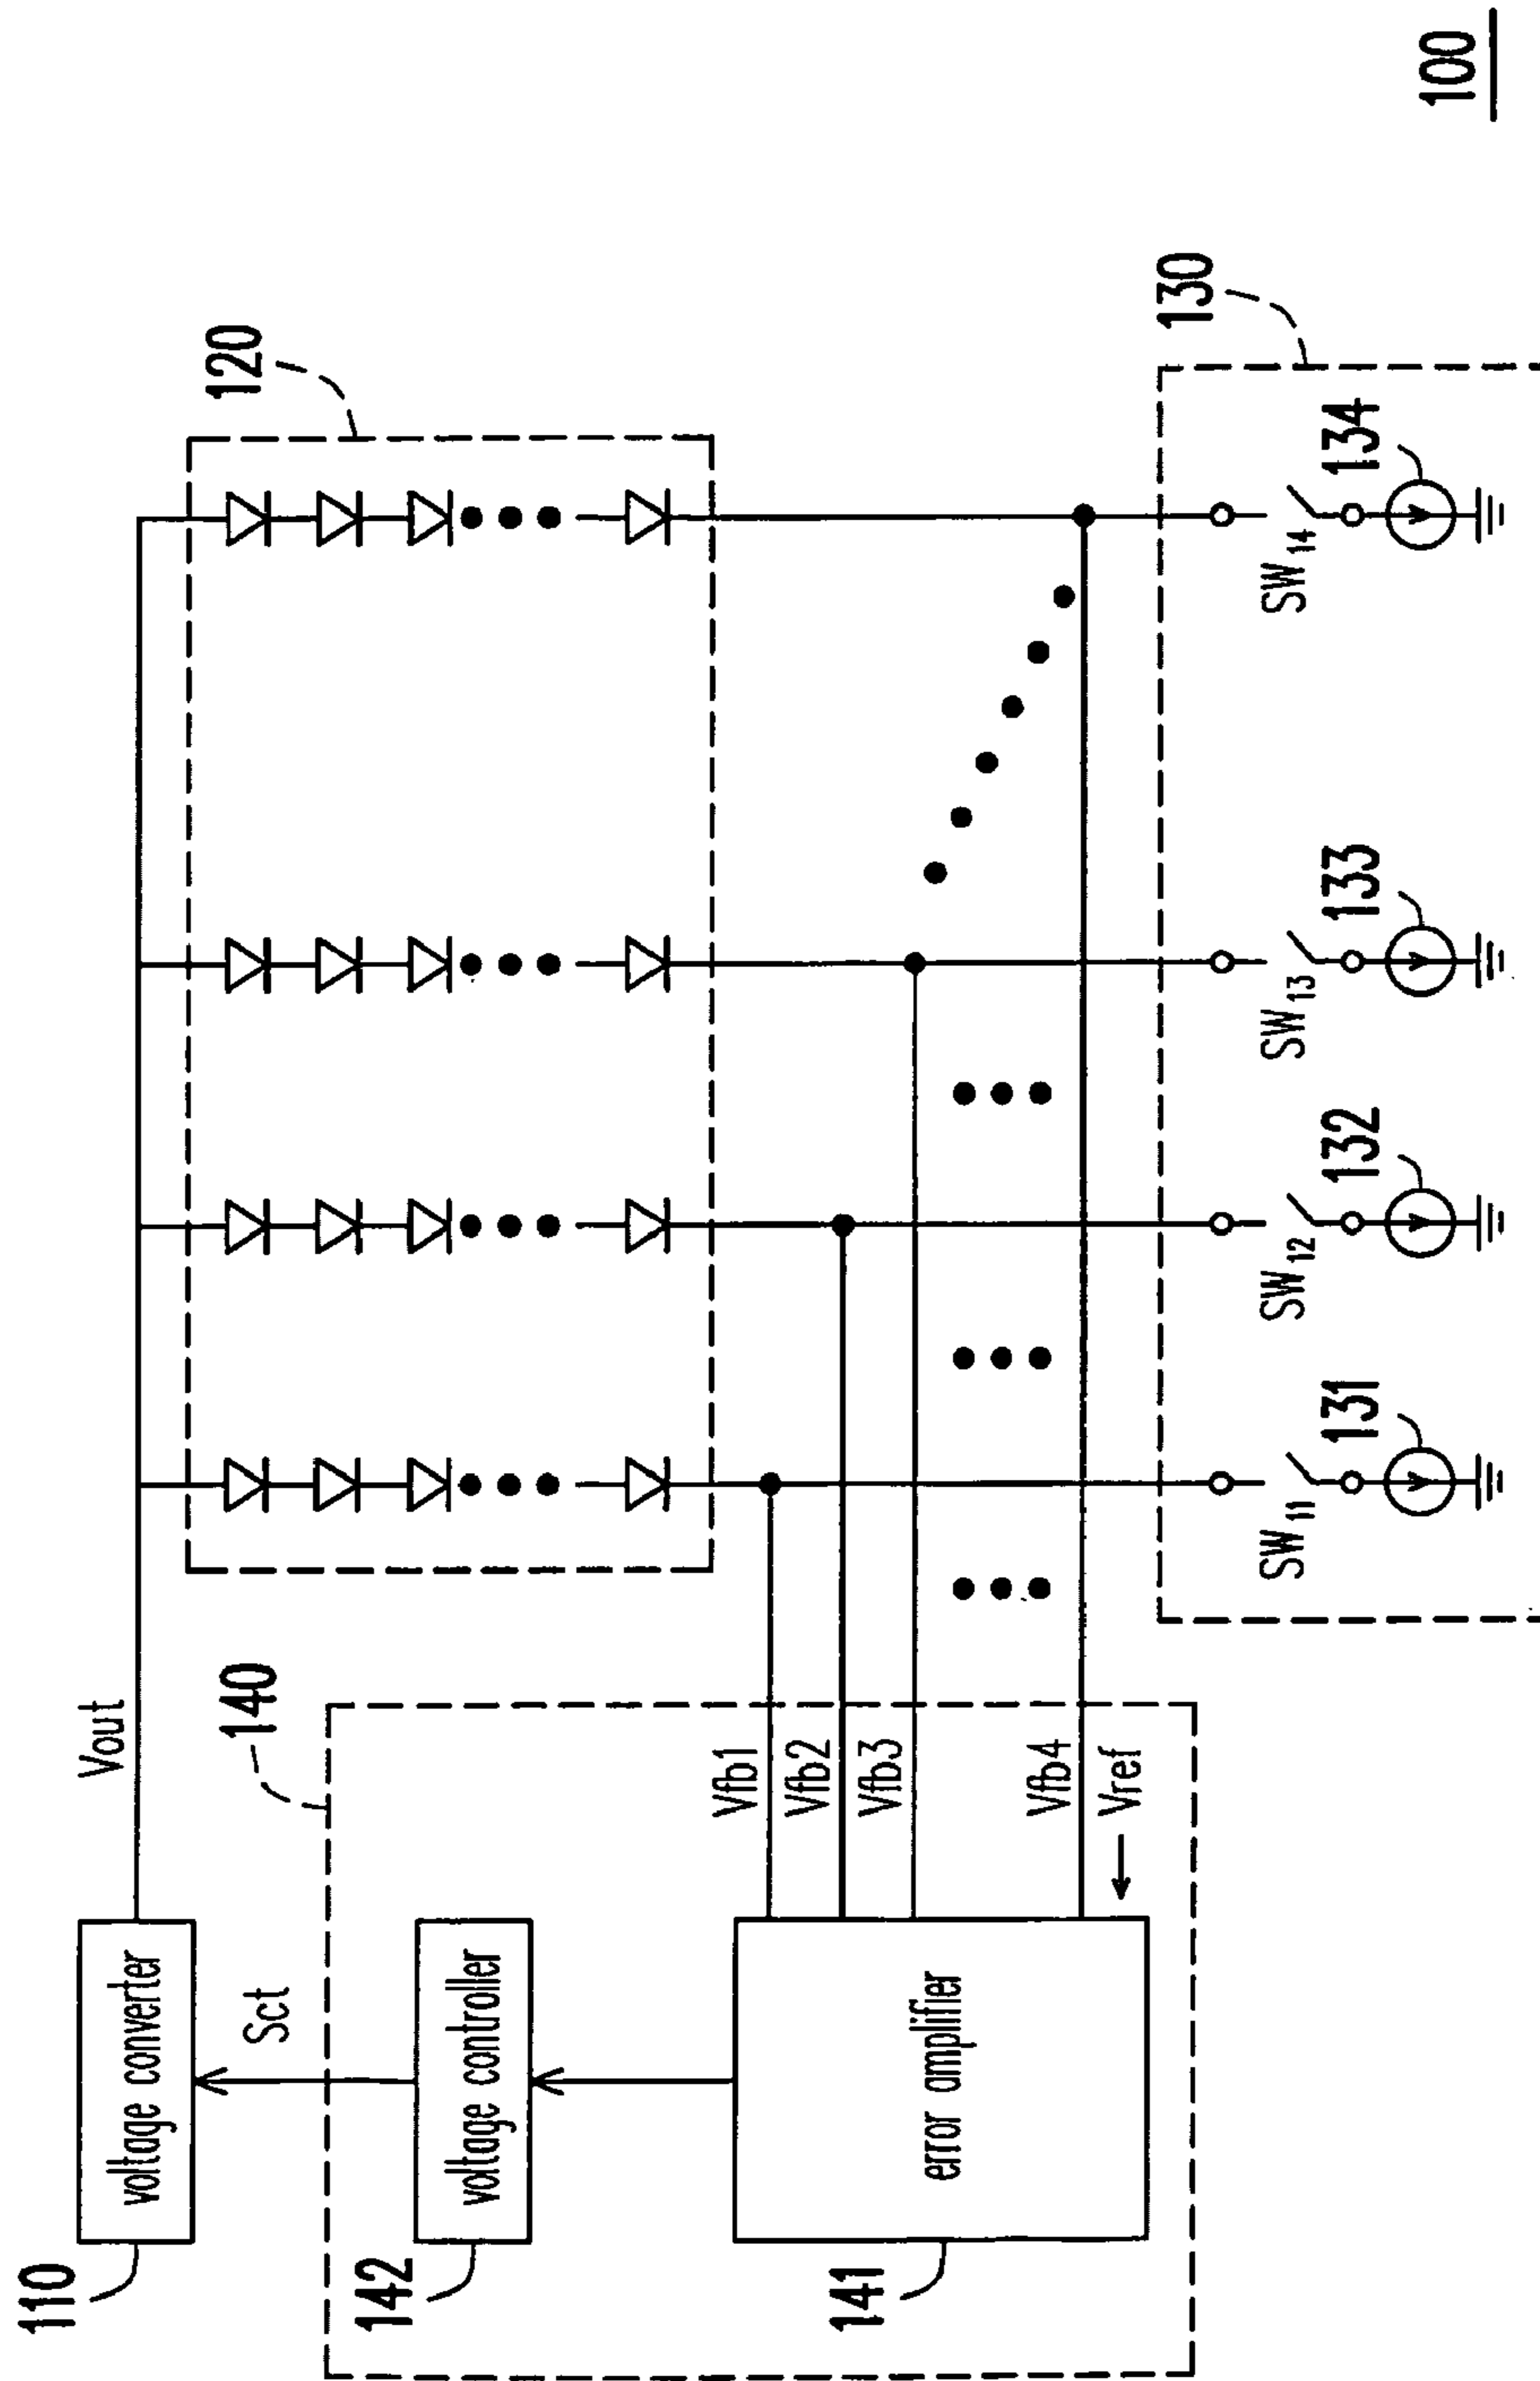 110
voltage converter
Vout
Sct
140
142
voltage controller
141
error amplifier
Vfb1
Vfb2
Vfb3
Vfb4
Vref
120
130
SW11
131
SW12
132
SW13
133
SW14
134
100